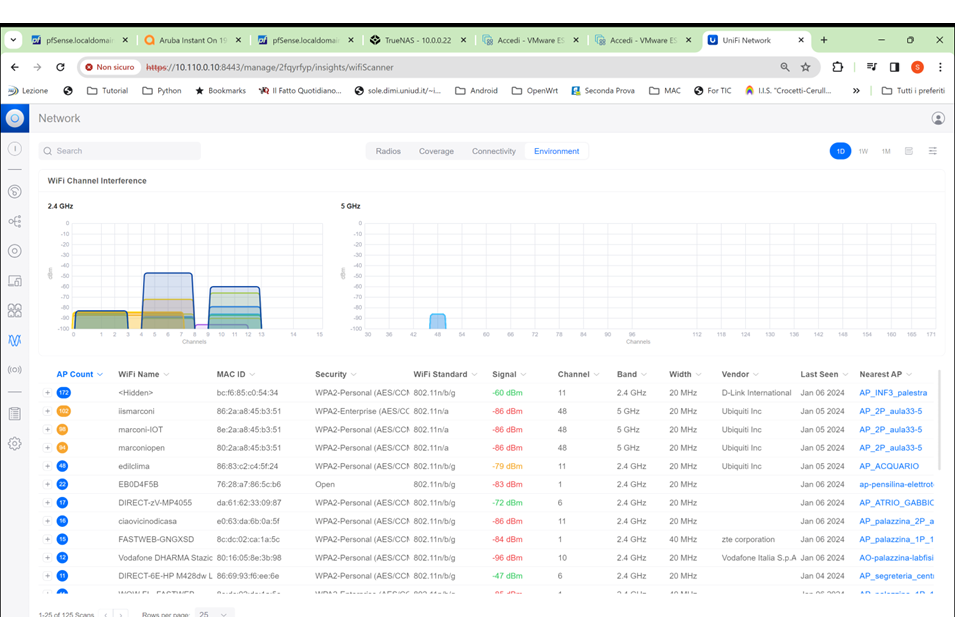 pfSense.localdomain
Aruba Instant On 19
pfSense.localdomain
TrueNAS - 10.0.0.22
Accedi - VMware ES
Accedi - VMware ES
UniFi Network
Non sicuro https://10.110.0.10:8443/manage/2fqyrfyp/insights/wifiScanner
Lezione Tutorial Python Bookmarks Il Fatto Quotidiano... sole.dimi.uniud.it/~i... Android OpenWrt Seconda Prova MAC For TIC I.I.S. "Crocetti-Cerull... » Tutti i preferiti
Network
Search Radios Coverage Connectivity Environment 1D 1W 1M
WiFi Channel Interference
2.4 GHz
0
-10
-20
-30
-40
-50
-60
-70
-80
-90
-100
dBm
0 1 2 3 4 5 6 7 8 9 10 11 12 13 14 15
Channels
5 GHz
0
-10
-20
-30
-40
-50
-60
-70
-80
-90
-100
dBm
30 36 42 48 54 60 66 72 78 84 90 96 112 118 124 130 136 142 148 154 160 165 171
Channels
AP Count WiFi Name MAC ID Security WiFi Standard Signal Channel Band Width Vendor Last Seen Nearest AP
172 <Hidden> bc:f6:85:c0:54:34 WPA2-Personal (AES/CCM 802.11n/b/g -60 dBm 11 2.4 GHz 20 MHz D-Link International Jan 06 2024 AP_INF3_palestra
102 iismarconi 86:2a:a8:45:b3:51 WPA2-Enterprise (AES/CC 802.11n/a -86 dBm 48 5 GHz 20 MHz Ubiquiti Inc Jan 05 2024 AP_2P_aula33-5
98 marconi-IOT 8e:2a:a8:45:b3:51 WPA2-Personal (AES/CCM 802.11n/a -86 dBm 48 5 GHz 20 MHz Ubiquiti Inc Jan 05 2024 AP_2P_aula33-5
94 marconiopen 80:2a:a8:45:b3:51 WPA2-Personal (AES/CCM 802.11n/a -86 dBm 48 5 GHz 20 MHz Ubiquiti Inc Jan 05 2024 AP_2P_aula33-5
48 edilclima 86:83:c2:c4:5f:24 WPA2-Personal (AES/CCM 802.11n/b/g -79 dBm 11 2.4 GHz 20 MHz Ubiquiti Inc Jan 06 2024 AP_ACQUARIO
22 EB0D4F5B 76:28:a7:86:5c:b6 Open 802.11n/b/g -83 dBm 1 2.4 GHz 20 MHz Jan 06 2024 ap-pensilina-elettrot
17 DIRECT-zV-MP4055 da:61:62:33:09:87 WPA2-Personal (AES/CCM 802.11n/b/g -72 dBm 6 2.4 GHz 20 MHz Jan 06 2024 AP_ATRIO_GABBIC
16 ciaovicinodicasa e0:63:da:6b:0a:5f WPA2-Personal (AES/CCM 802.11n/b/g -86 dBm 11 2.4 GHz 20 MHz Jan 06 2024 AP_palazzina_2P_a
15 FASTWEB-GNGXSD 8c:dc:02:ca:1a:5c WPA2-Personal (AES/CCM 802.11n/b/g -84 dBm 1 2.4 GHz 40 MHz zte corporation Jan 06 2024 AP_palazzina_1P_1
12 Vodafone DHARMA Stazic 80:16:05:8e:3b:98 WPA2-Personal (AES/CCM 802.11n/b/g -96 dBm 10 2.4 GHz 20 MHz Vodafone Italia S.p.A Jan 06 2024 AO-palazzina-labfisi
11 DIRECT-6E-HP M428dw L 86:69:93:f6:ee:6e WPA2-Personal (AES/CCM 802.11n/b/g -47 dBm 6 2.4 GHz 20 MHz Jan 04 2024 AP_segreteria_centr
1-25 of 125 Scans Rows per page: 25